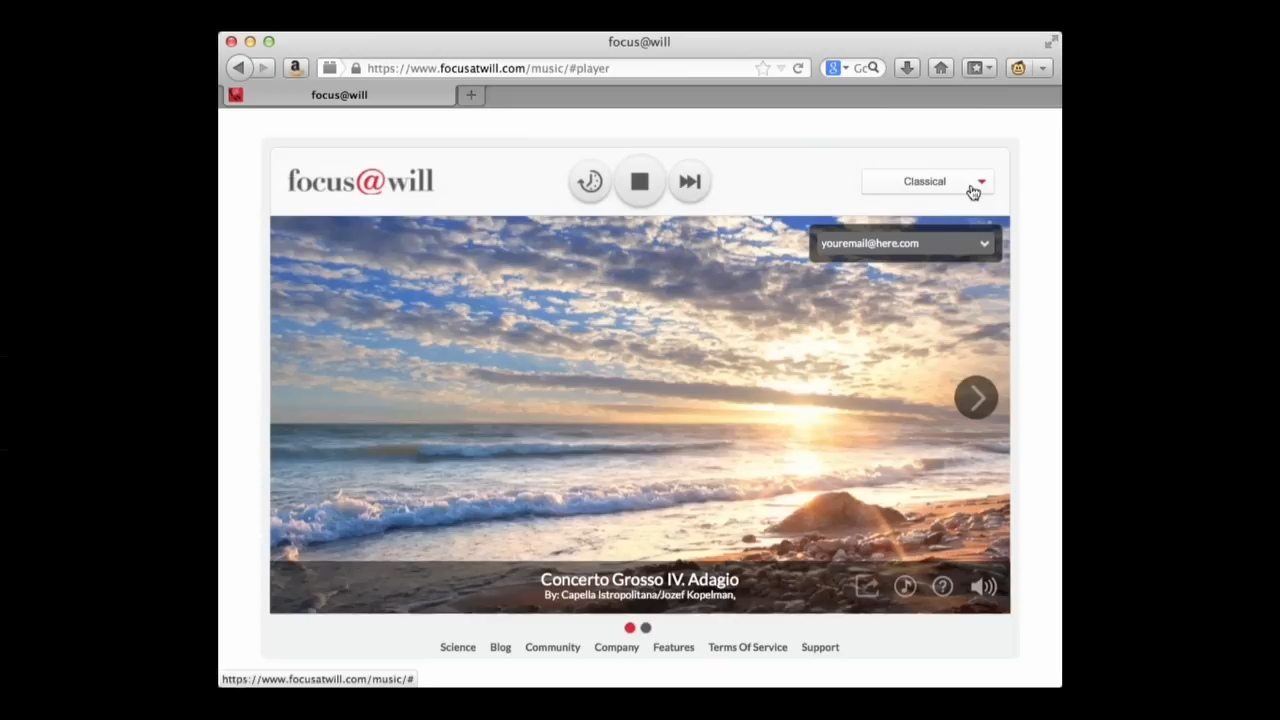 focus@will
https://www.focusatwill.com/music/#player
focus@will
focus@will
Classical
youremail@here.com
Concerto Grosso IV. Adagio
By: Capella Istropolitana/Jozef Kopelman,
Science Blog Community Company Features Terms Of Service Support
https://www.focusatwill.com/music/#